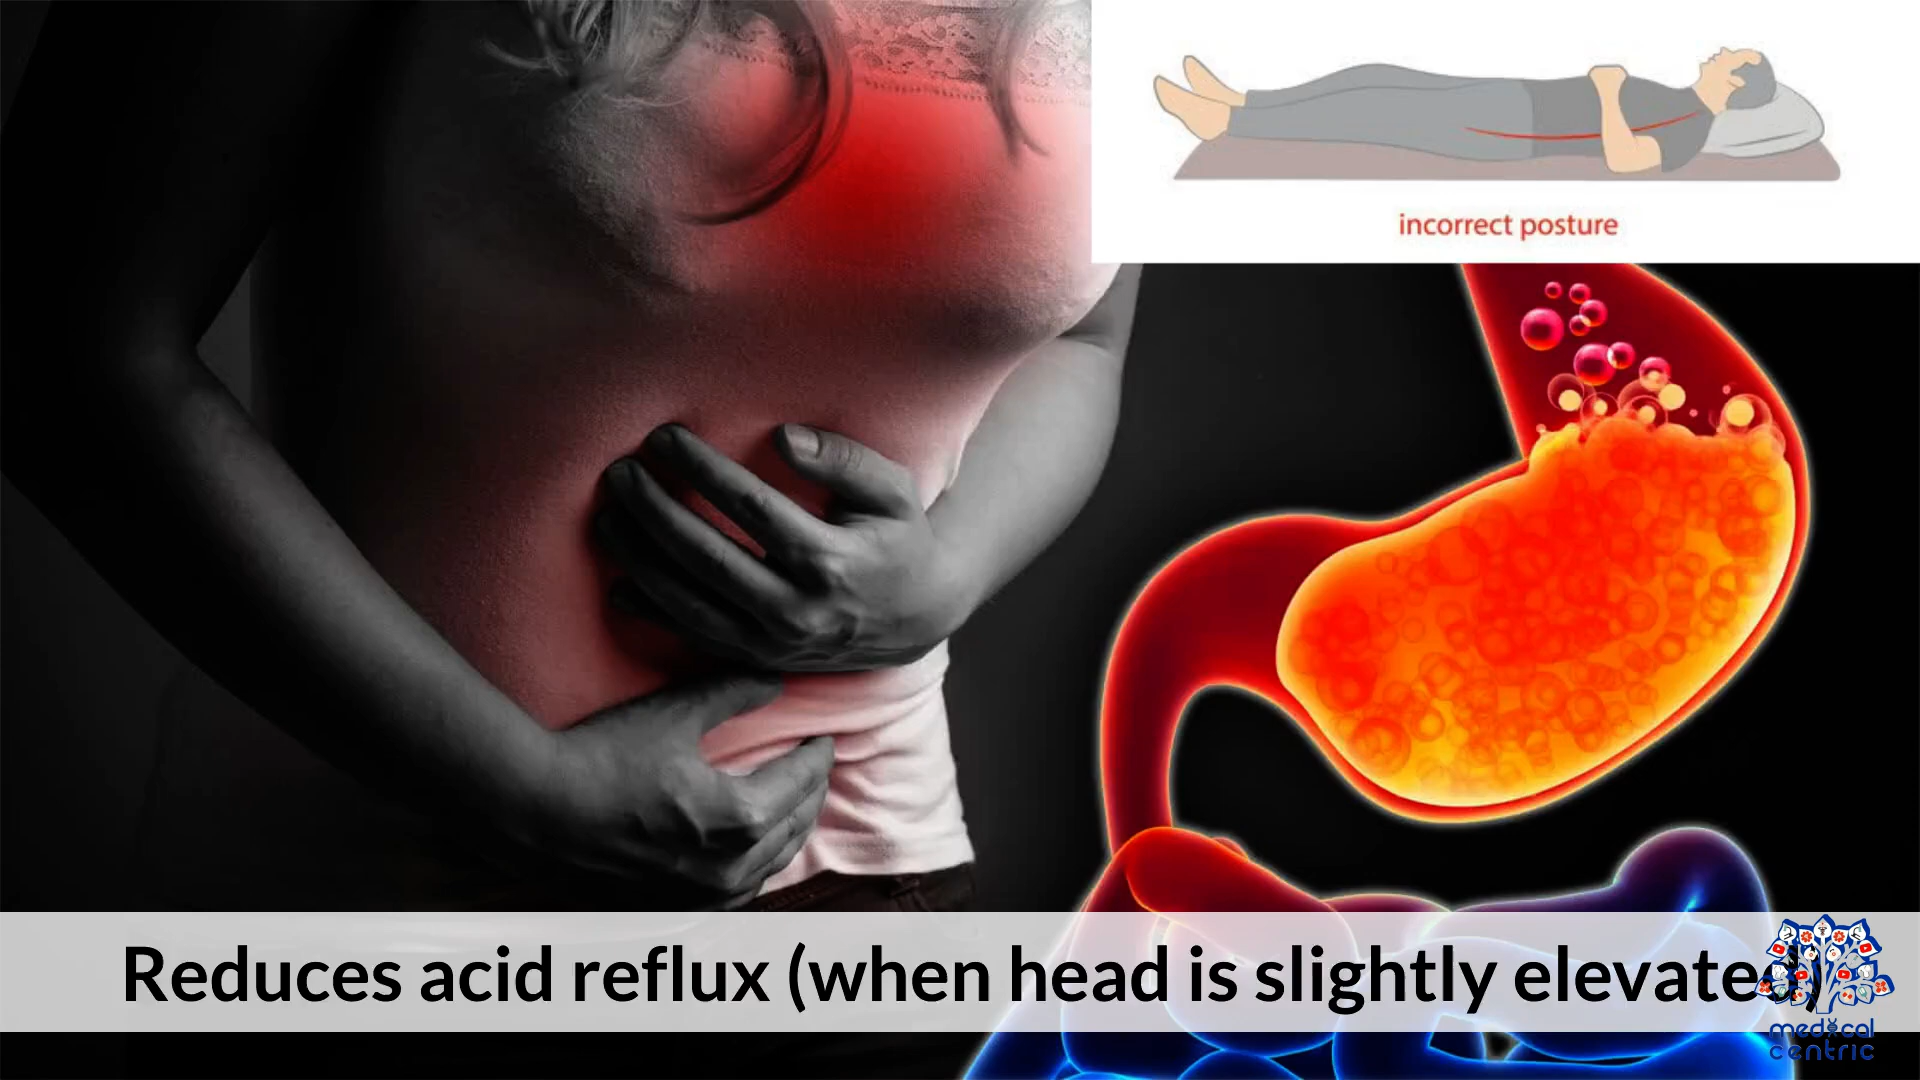 incorrect posture
Reduces acid reflux (when head is slightly elevated)
medical
centric